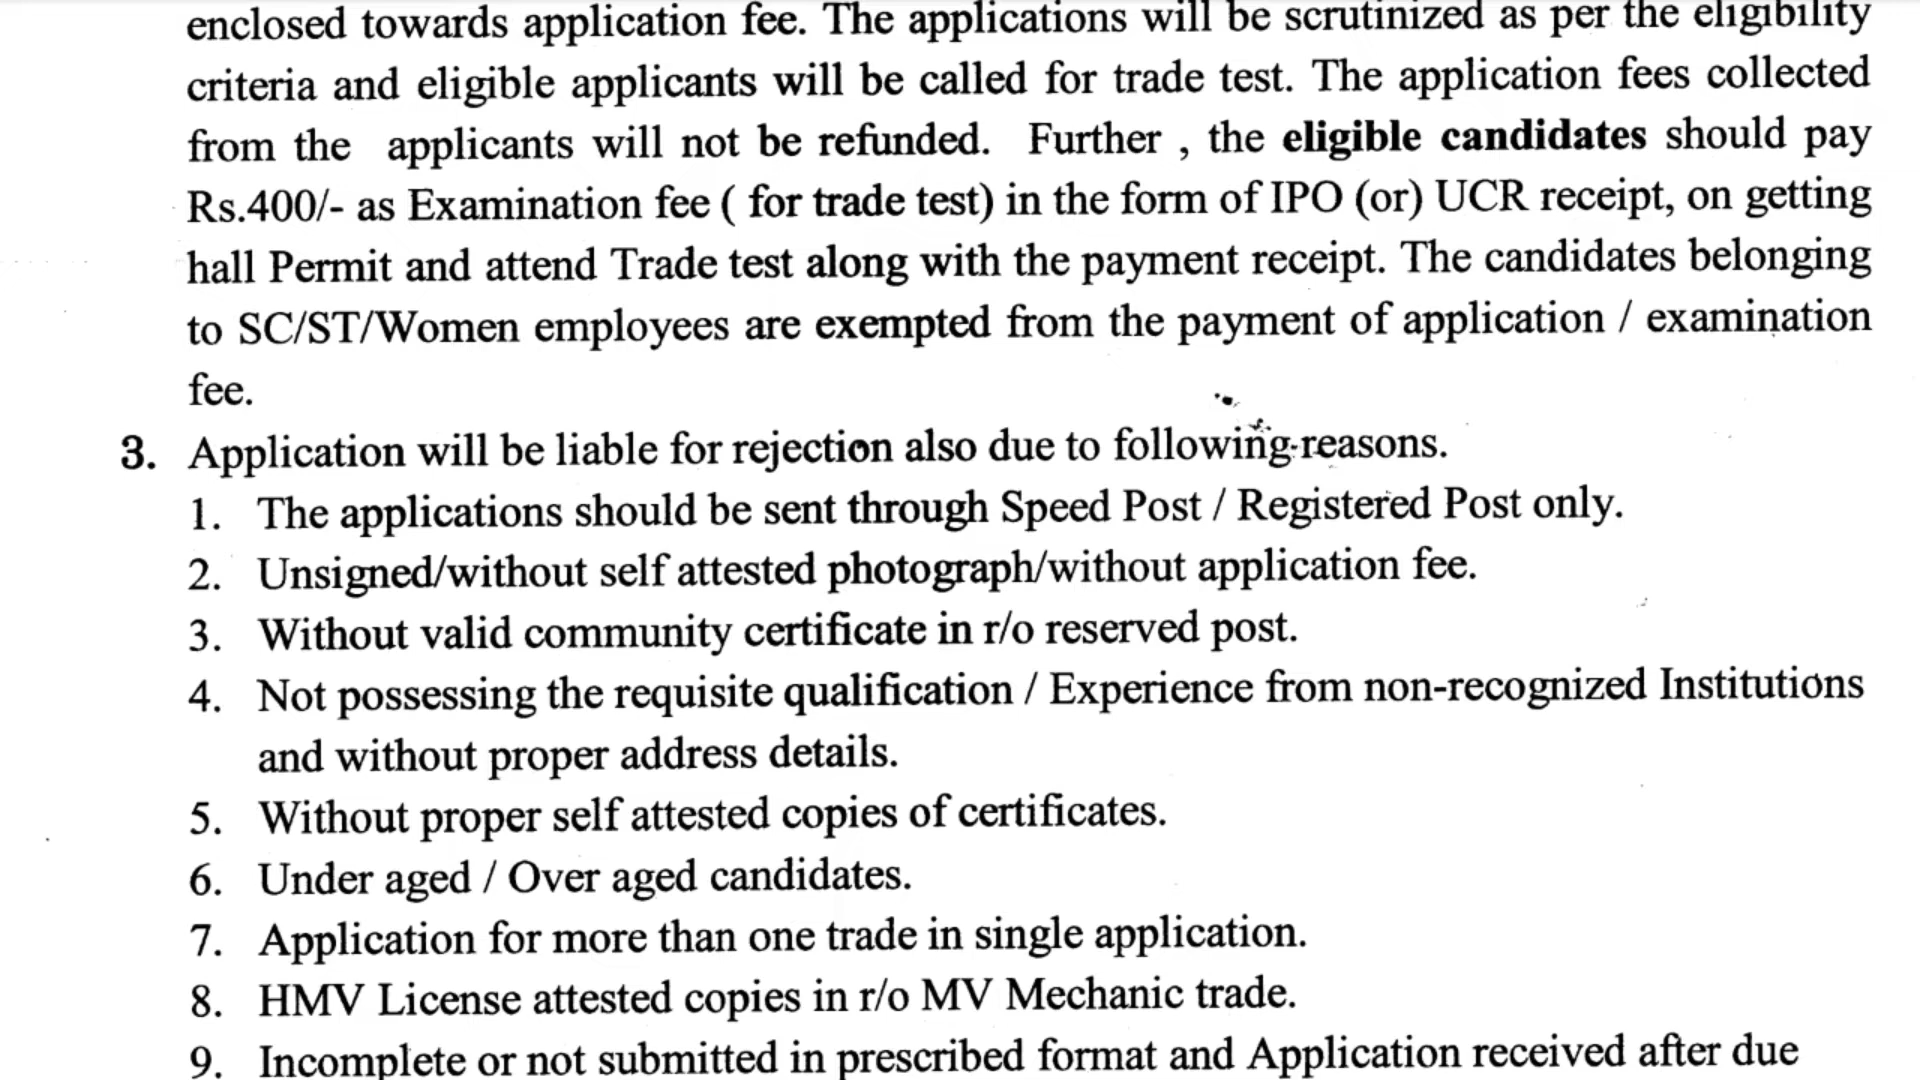 enclosed towards application fee. The applications will be scrutinized as per the eligibility
criteria and eligible applicants will be called for trade test. The application fees collected
from the applicants will not be refunded. Further , the eligible candidates should pay
Rs.400/- as Examination fee ( for trade test) in the form of IPO (or) UCR receipt, on getting
hall Permit and attend Trade test along with the payment receipt. The candidates belonging
to SC/ST/Women employees are exempted from the payment of application / examination
fee.
3. Application will be liable for rejection also due to following reasons.
1. The applications should be sent through Speed Post / Registered Post only.
2. Unsigned/without self attested photograph/without application fee.
3. Without valid community certificate in r/o reserved post.
4. Not possessing the requisite qualification / Experience from non-recognized Institutions
and without proper address details.
5. Without proper self attested copies of certificates.
6. Under aged / Over aged candidates.
7. Application for more than one trade in single application.
8. HMV License attested copies in r/o MV Mechanic trade.
9. Incomplete or not submitted in prescribed format and Application received after due